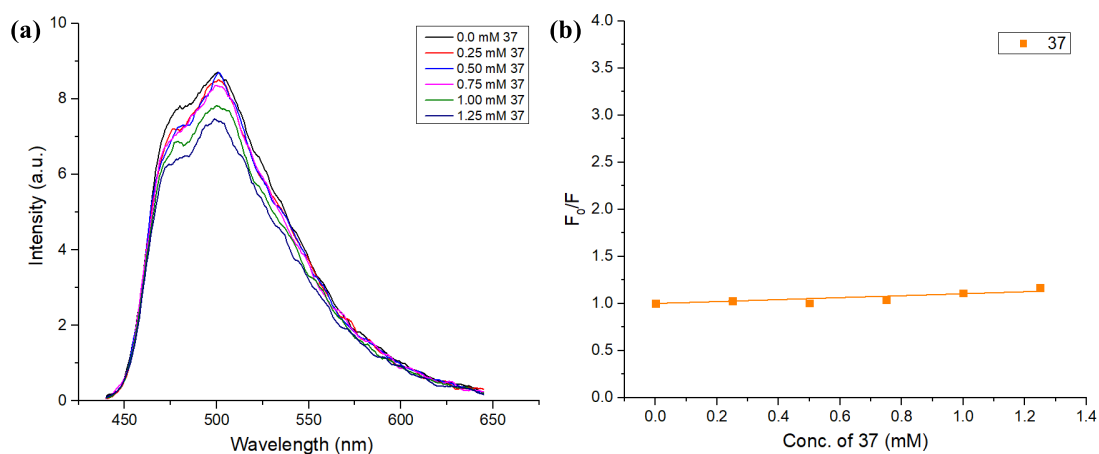 (a)
10
8
6
4
2
0
Intensity (a.u.)
450
500
550
600
650
Wavelength (nm)
0.0 mM 37
0.25 mM 37
0.50 mM 37
0.75 mM 37
1.00 mM 37
1.25 mM 37
(b)
4.0
3.5
3.0
2.5
2.0
1.5
1.0
0.5
0.0
F0/F
0.0
0.2
0.4
0.6
0.8
1.0
1.2
1.4
Conc. of 37 (mM)
37